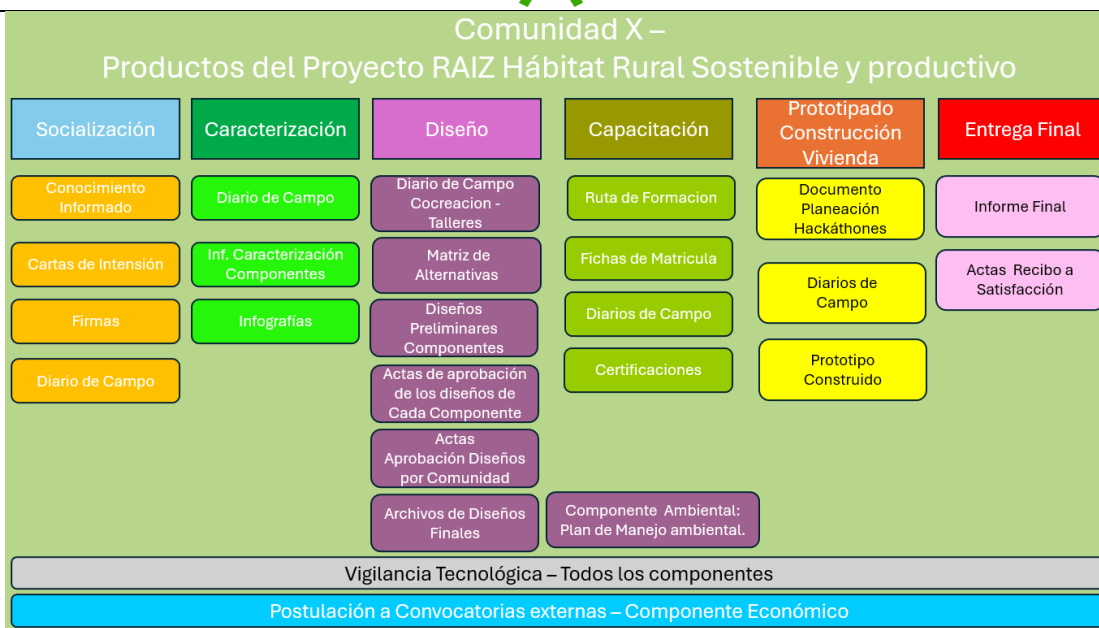 Comunidad X –
Productos del Proyecto RAIZ Hábitat Rural Sostenible y productivo
Socialización
Conocimiento
Informado
Cartas de Intensión
Firmas
Diario de Campo
Caracterización
Diario de Campo
Inf. Caracterización
Componentes
Infografías
Diseño
Diario de Campo
Cocreacion -
Talleres
Matriz de
Alternativas
Diseños
Preliminares
Componentes
Actas de aprobación
de los diseños de
Cada Componente
Actas
Aprobación Diseños
por Comunidad
Archivos de Diseños
Finales
Capacitación
Ruta de Formacion
Fichas de Matricula
Diarios de Campo
Certificaciones
Componente Ambiental:
Plan de Manejo ambiental.
Prototipado
Construcción
Vivienda
Documento
Planeación
Hackáthones
Diarios de
Campo
Prototipo
Construido
Entrega Final
Informe Final
Actas Recibo a
Satisfacción
Vigilancia Tecnológica – Todos los componentes
Postulación a Convocatorias externas – Componente Económico